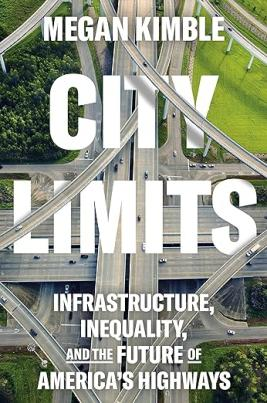 MEGAN KIMBLE
CITY
LIMITS
INFRASTRUCTURE,
INEQUALITY,
AND THE FUTURE OF
AMERICA'S HIGHWAYS